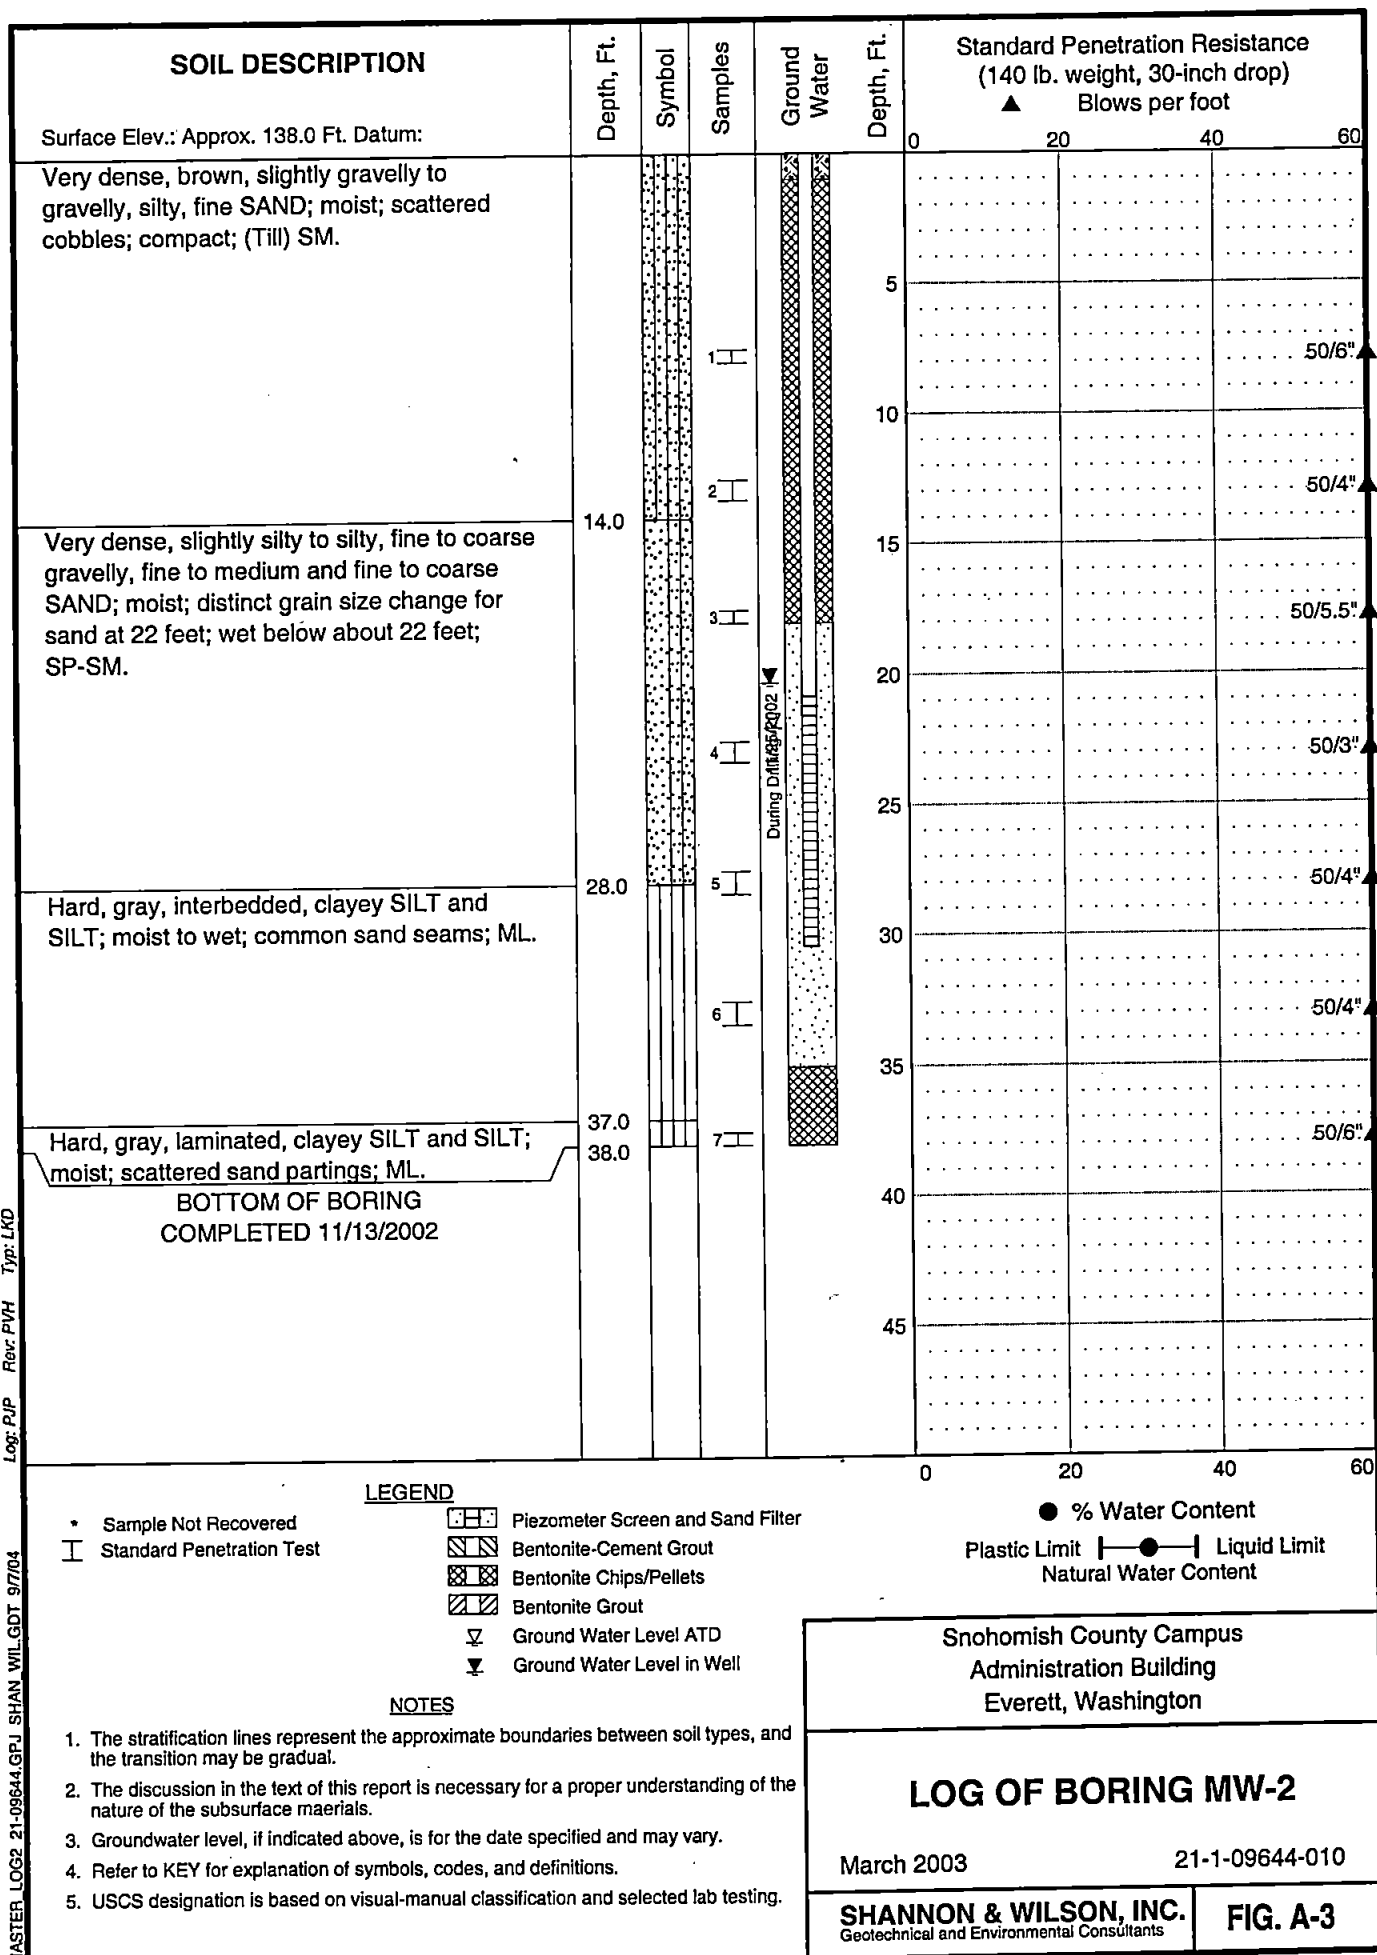 SOIL DESCRIPTION
Surface Elev.: Approx. 138.0 Ft. Datum:
Depth, Ft.
Symbol
Samples
Ground
Water
Depth, Ft.
Standard Penetration Resistance
(140 lb. weight, 30-inch drop)
▲ Blows per foot
0 20 40 60
Very dense, brown, slightly gravelly to
gravelly, silty, fine SAND; moist; scattered
cobbles; compact; (Till) SM.
14.0
Very dense, slightly silty to silty, fine to coarse
gravelly, fine to medium and fine to coarse
SAND; moist; distinct grain size change for
sand at 22 feet; wet below about 22 feet;
SP-SM.
28.0
Hard, gray, interbedded, clayey SILT and
SILT; moist to wet; common sand seams; ML.
37.0
Hard, gray, laminated, clayey SILT and SILT;
moist; scattered sand partings; ML.
38.0
BOTTOM OF BORING
COMPLETED 11/13/2002
1
2
3
4
5
6
7
During
5
10
15
20
25
30
35
40
45
50/6"
50/4"
50/5.5"
50/3"
50/4"
50/4"
50/6"
0 20 40 60
● % Water Content
Plastic Limit Liquid Limit
Natural Water Content
LEGEND
* Sample Not Recovered
Standard Penetration Test
Piezometer Screen and Sand Filter
Bentonite-Cement Grout
Bentonite Chips/Pellets
Bentonite Grout
Ground Water Level ATD
Ground Water Level in Well
NOTES
1. The stratification lines represent the approximate boundaries between soil types, and
the transition may be gradual.
2. The discussion in the text of this report is necessary for a proper understanding of the
nature of the subsurface maerials.
3. Groundwater level, if indicated above, is for the date specified and may vary.
4. Refer to KEY for explanation of symbols, codes, and definitions.
5. USCS designation is based on visual-manual classification and selected lab testing.
Snohomish County Campus
Administration Building
Everett, Washington
LOG OF BORING MW-2
March 2003 21-1-09644-010
SHANNON & WILSON, INC.
Geotechnical and Environmental Consultants
FIG. A-3
LOG2 21-09644.GPJ SHAN WIL.GDT 9/7/04 Log: PJP Rev: PVH Typ: LKD